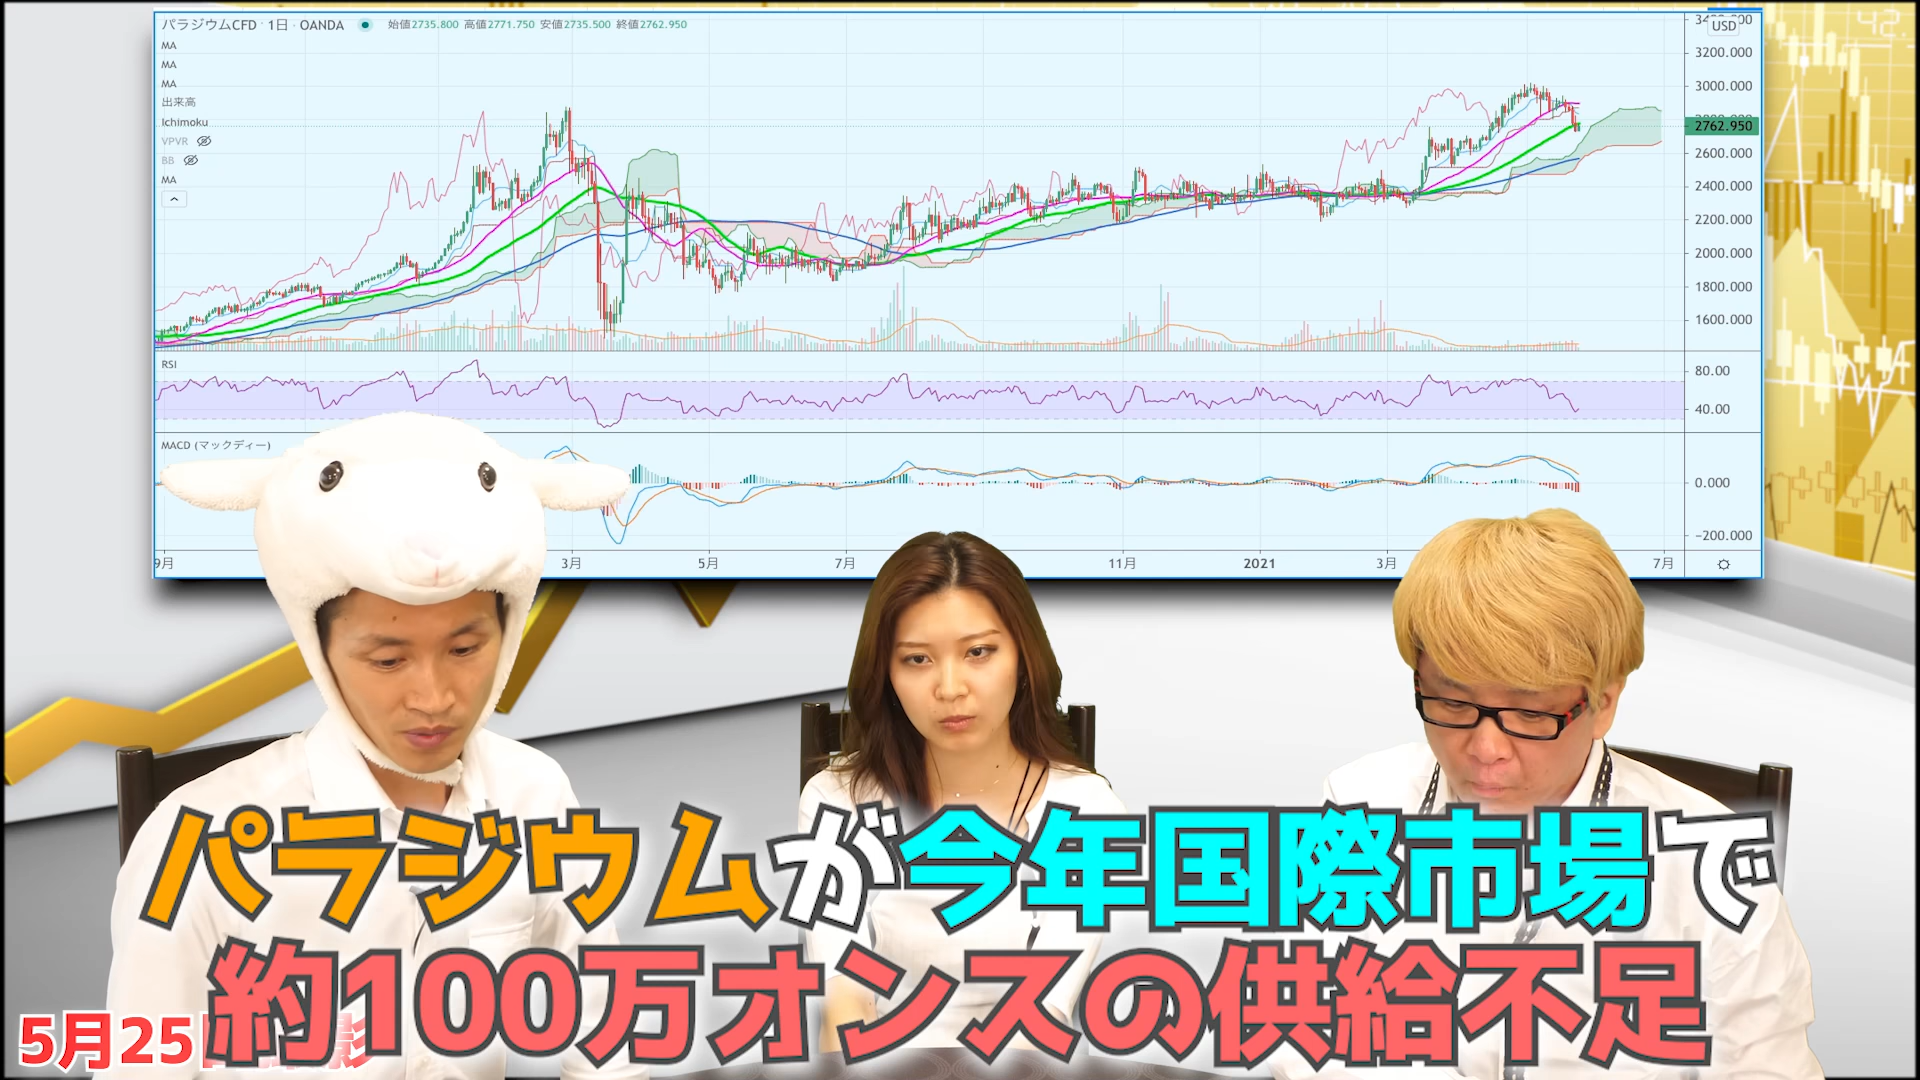 パラジウムCFD · 1日 · OANDA 始値2735.800 高値2771.750 安値2735.500 終値2762.950
MA
MA
MA
出来高
Ichimoku
VPVR
BB
MA
USD
3200.000
3000.000
2762.950
2600.000
2400.000
2200.000
2000.000
1800.000
1600.000
RSI
80.00
40.00
MACD (マックディー)
0.000
-200.000
9月 3月 5月 7月 11月 2021 3月 7月
パラジウムが今年国際市場で
約100万オンスの供給不足
5月25日